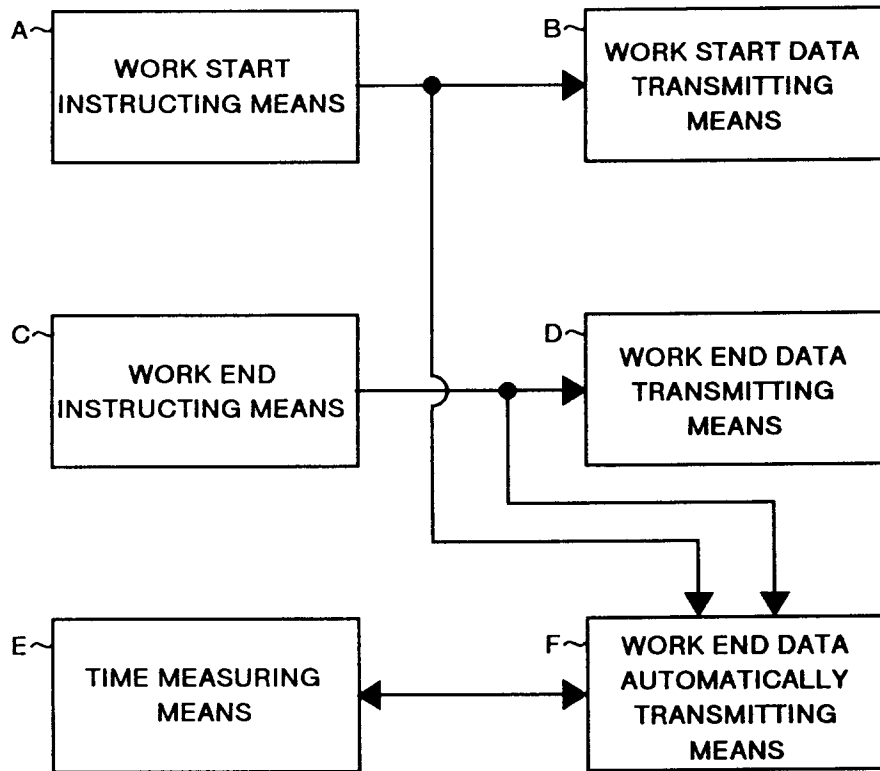 A
WORK START
INSTRUCTING MEANS
B
WORK START DATA
TRANSMITTING
MEANS
C
WORK END
INSTRUCTING MEANS
D
WORK END DATA
TRANSMITTING
MEANS
E
TIME MEASURING
MEANS
F
WORK END DATA
AUTOMATICALLY
TRANSMITTING
MEANS